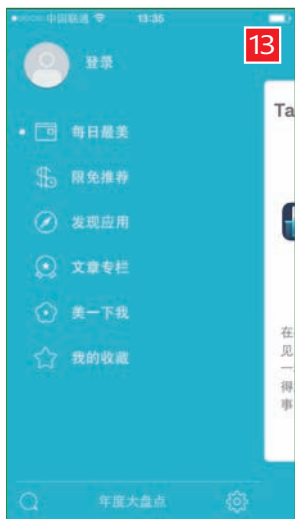 中国联通 13:35
13
登录
Ta
每日最美
限免推荐
发现应用
文章专栏
美一下我
我的收藏
在
见
一
得
事
年度大盘点